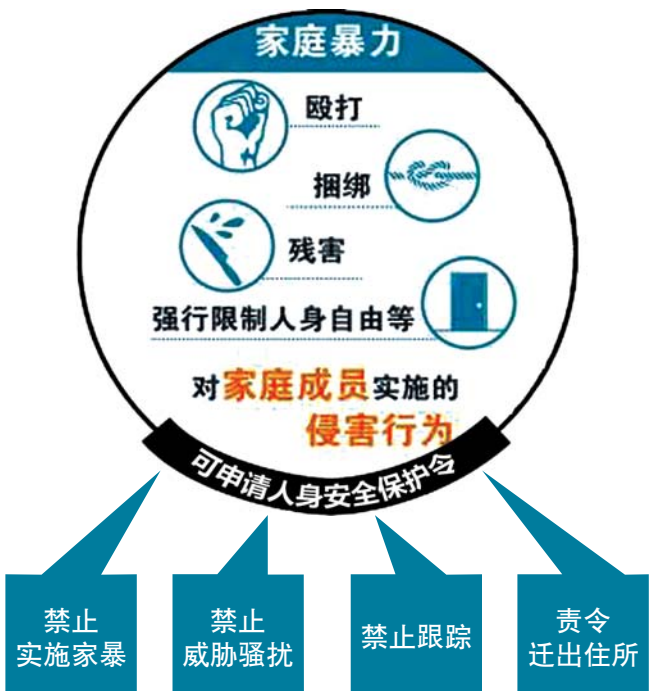 家庭暴力
殴打
捆绑
残害
强行限制人身自由等
对家庭成员实施的
侵害行为
可申请人身安全保护令
禁止
实施家暴
禁止
威胁骚扰
禁止跟踪
责令
迁出住所